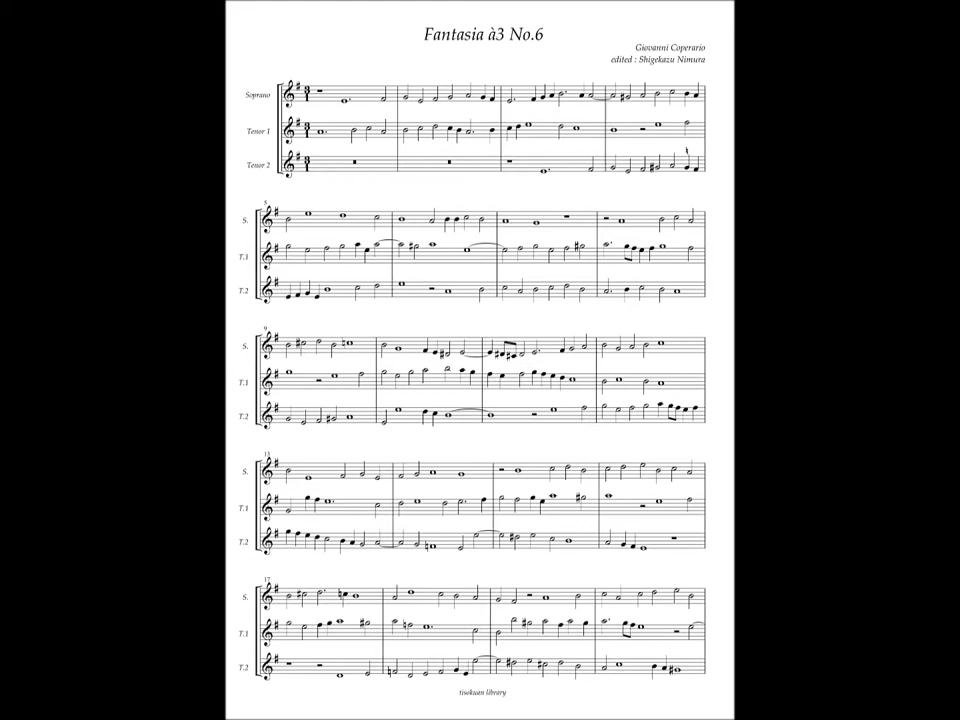 Fantasia à3 No.6
Giovanni Coperario
edited : Shigekazu Nimura
Soprano
Tenor 1
Tenor 2
5
S.
T.1
T.2
9
S.
T.1
T.2
13
S.
T.1
T.2
17
S.
T.1
T.2
tisokuan library